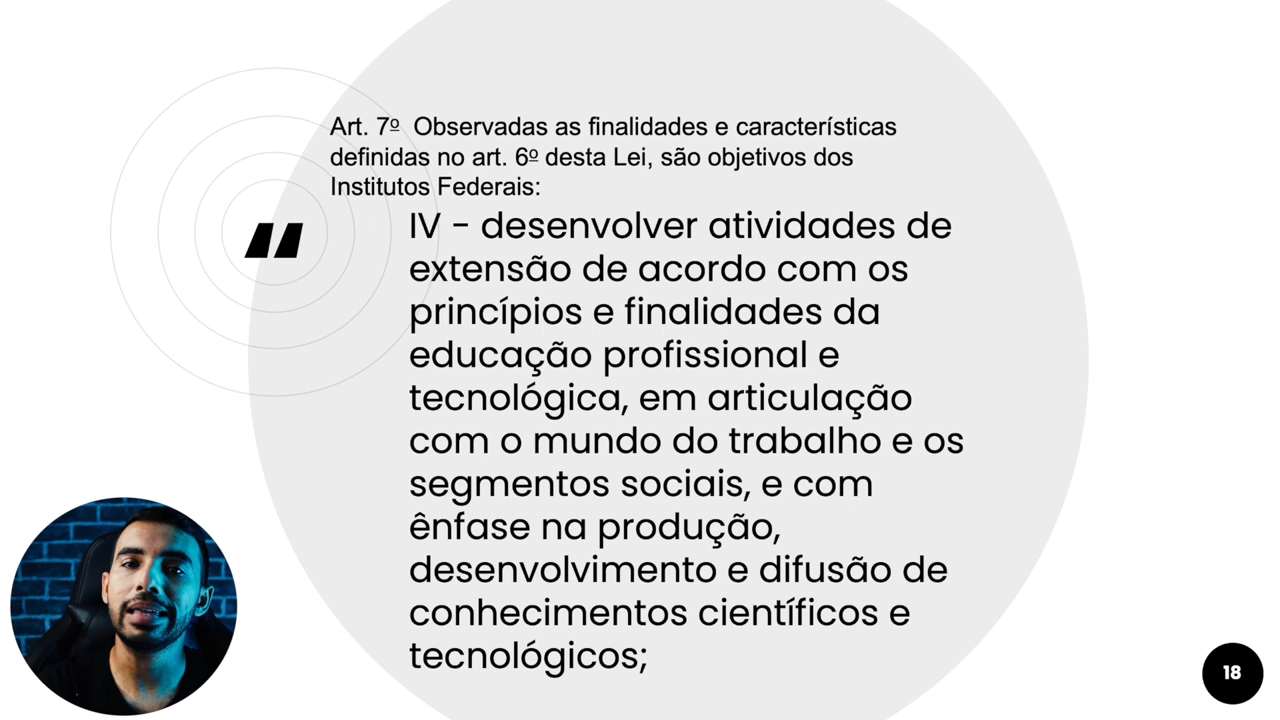 Art. 7º Observadas as finalidades e características
definidas no art. 6º desta Lei, são objetivos dos
Institutos Federais:
IV - desenvolver atividades de
extensão de acordo com os
princípios e finalidades da
educação profissional e
tecnológica, em articulação
com o mundo do trabalho e os
segmentos sociais, e com
ênfase na produção,
desenvolvimento e difusão de
conhecimentos científicos e
tecnológicos;
18